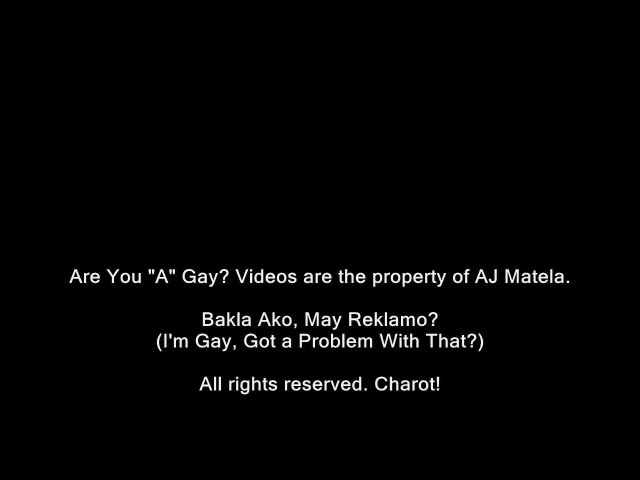 Are You "A" Gay? Videos are the property of AJ Matela.
Bakla Ako, May Reklamo?
(I'm Gay, Got a Problem With That?)
All rights reserved. Charot!